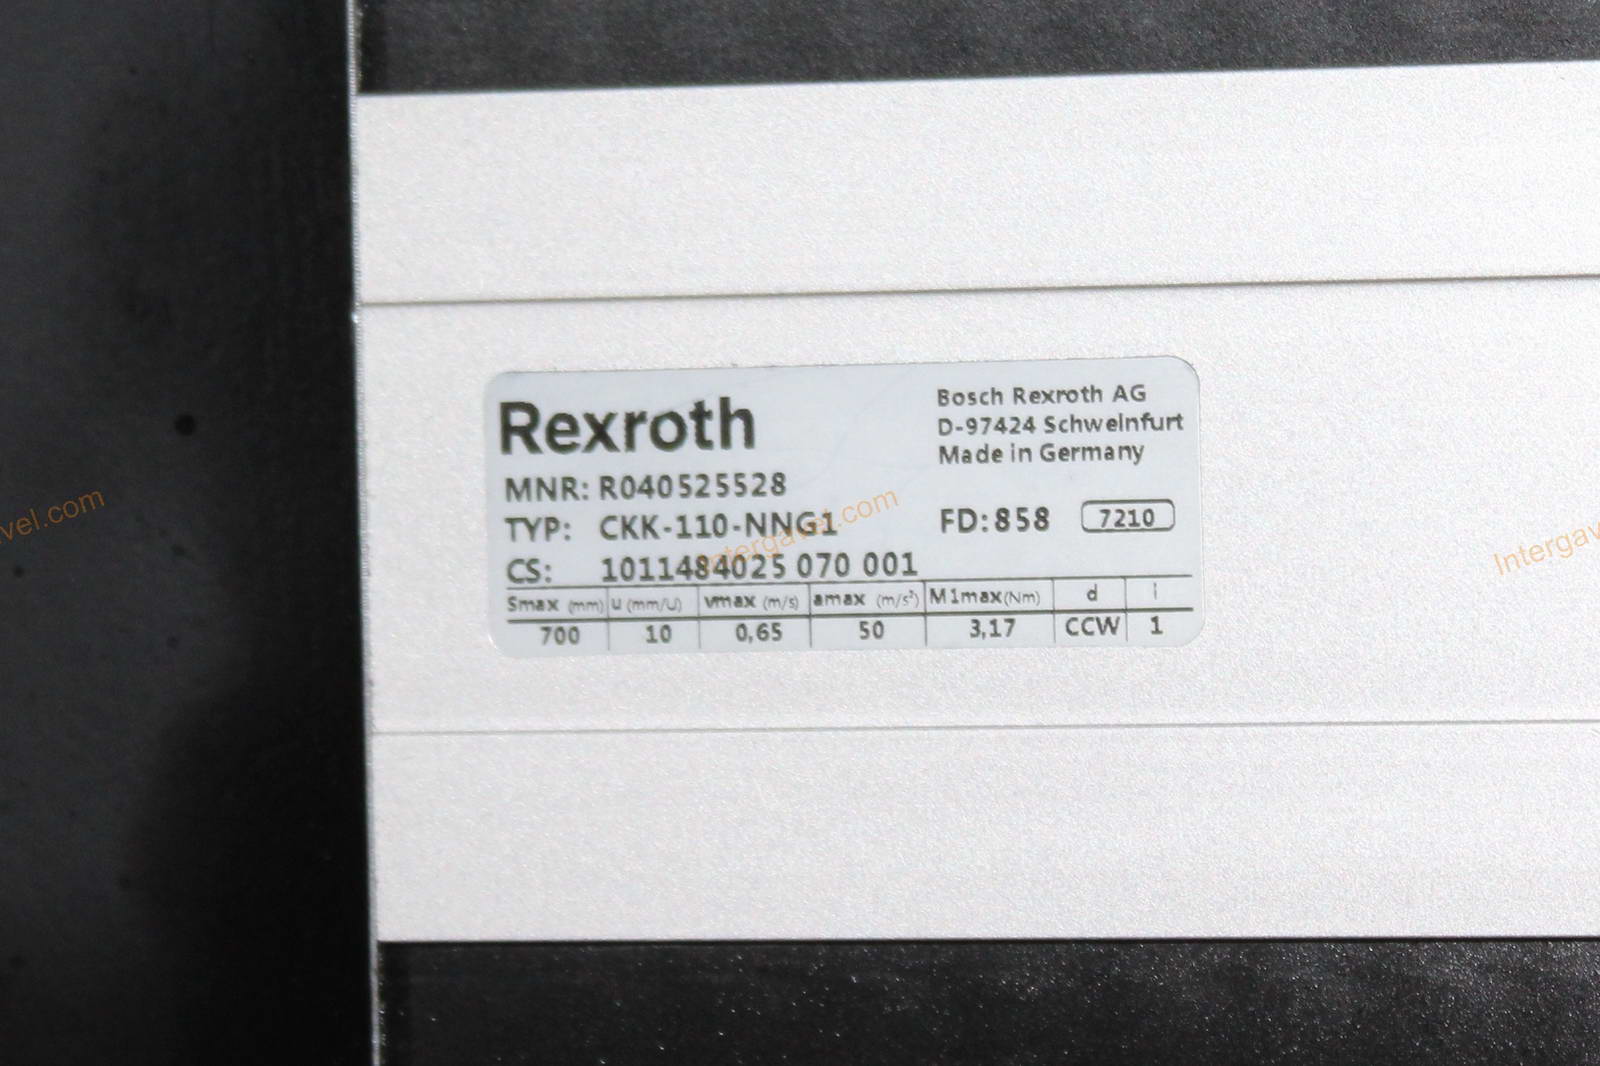 Rexroth
Bosch Rexroth AG
D-97424 Schweinfurt
Made in Germany
MNR: R040525528
TYP: CKK-110-NNG1
FD: 858 7210
CS: 1011484025 070 001
Smax (mm) u (mm/U) vmax (m/s) amax (m/s²) M1max (Nm) d i
700 10 0,65 50 3,17 CCW 1
avel.com
Intergavel.com
Intergav